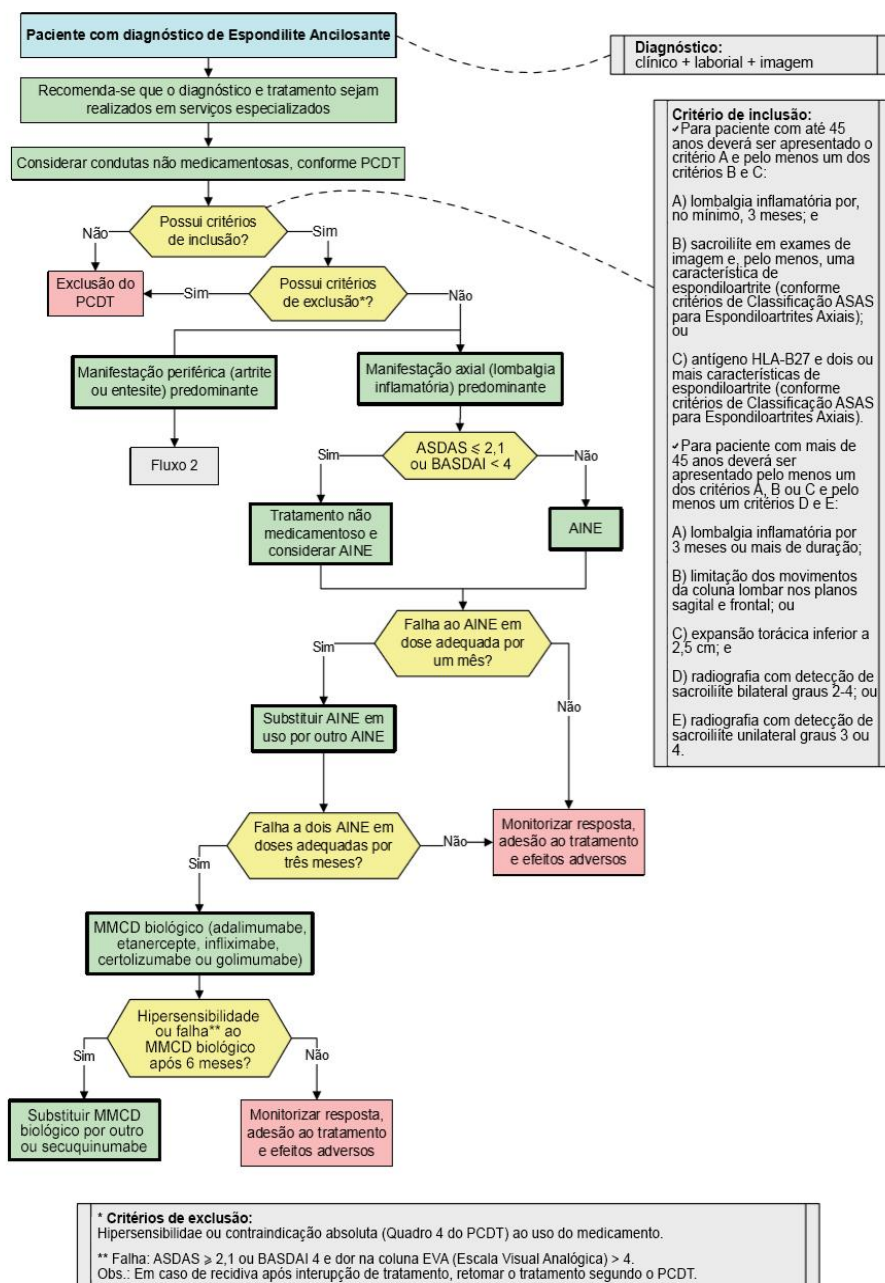 Paciente com diagnóstico de Espondilite Ancilosante
Diagnóstico:
clínico + laborial + imagem
Recomenda-se que o diagnóstico e tratamento sejam
realizados em serviços especializados
Considerar condutas não medicamentosas, conforme PCDT
Possui critérios
de inclusão?
Não
Sim
Exclusão do
PCDT
Sim
Possui critérios
de exclusão*?
Não
Manifestação periférica (artrite
ou entesite) predominante
Manifestação axial (lombalgia
inflamatória) predominante
Fluxo 2
ASDAS ⩽ 2,1
ou BASDAI < 4
Sim
Não
Tratamento não
medicamentoso e
considerar AINE
AINE
Falha ao AINE em
dose adequada por
um mês?
Sim
Não
Substituir AINE em
uso por outro AINE
Falha a dois AINE em
doses adequadas por
três meses?
Não
Sim
Monitorizar resposta,
adesão ao tratamento
e efeitos adversos
MMCD biológico (adalimumabe,
etanercepte, infliximabe,
certolizumabe ou golimumabe)
Hipersensibilidade
ou falha** ao
MMCD biológico
após 6 meses?
Sim
Não
Substituir MMCD
biológico por outro
ou secuquinumabe
Monitorizar resposta,
adesão ao tratamento
e efeitos adversos
Critério de inclusão:
✓Para paciente com até 45
anos deverá ser apresentado o
critério A e pelo menos um dos
critérios B e C:
A) lombalgia inflamatória por,
no mínimo, 3 meses; e
B) sacroiliíte em exames de
imagem e, pelo menos, uma
característica de
espondiloartrite (conforme
critérios de Classificação ASAS
para Espondiloartrites Axiais);
ou
C) antígeno HLA-B27 e dois ou
mais características de
espondiloartrite (conforme
critérios de Classificação ASAS
para Espondiloartrites Axiais).
✓Para paciente com mais de
45 anos deverá ser
apresentado pelo menos um
dos critérios A, B ou C e pelo
menos um critérios D e E:
A) lombalgia inflamatória por
3 meses ou mais de duração;
B) limitação dos movimentos
da coluna lombar nos planos
sagital e frontal; ou
C) expansão torácica inferior a
2,5 cm; e
D) radiografia com detecção de
sacroiliíte bilateral graus 2-4; ou
E) radiografia com detecção de
sacroiliíte unilateral graus 3 ou
4.
* Critérios de exclusão:
Hipersensibilidae ou contraindicação absoluta (Quadro 4 do PCDT) ao uso do medicamento.
** Falha: ASDAS ⩾ 2,1 ou BASDAI 4 e dor na coluna EVA (Escala Visual Analógica) > 4.
Obs.: Em caso de recidiva após interupção de tratamento, retomar o tratamento segundo o PCDT.